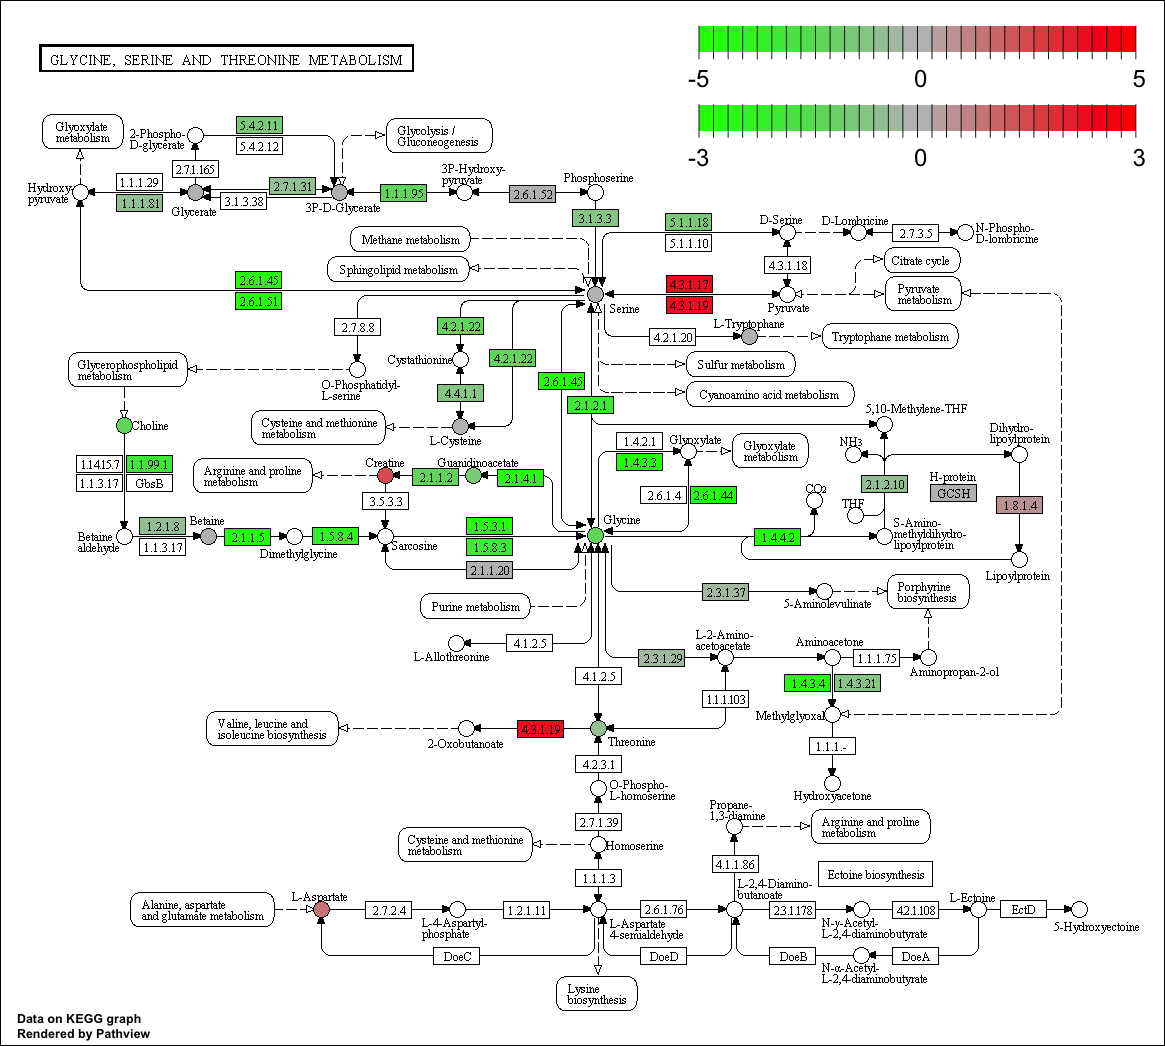 GLYCINE, SERINE AND THREONINE METABOLISM
-5 0 5
-3 0 3
Glyoxylate
metabolism
2-Phospho-
D-glycerate
5.4.2.11
5.4.2.12
Glycolysis /
Gluconeogenesis
2.7.1.165
Hydroxy-
pyruvate
1.1.1.29
1.1.1.81
Glycerate
2.7.1.31
3.1.3.38
3P-D-Glycerate
1.1.1.95
3P-Hydroxy-
pyruvate
2.6.1.52
Phosphoserine
3.1.3.3
Methane metabolism
Sphingolipid metabolism
5.1.1.18
5.1.1.10
D-Serine
D-Lombricine
2.7.3.5
N-Phospho-
D-lombricine
4.3.1.18
Citrate cycle
Pyruvate
metabolism
2.6.1.45
2.6.1.51
Serine
4.3.1.17
4.3.1.19
Pyruvate
2.7.8.8
4.2.1.22
Cystathionine
4.2.1.22
4.2.1.20
L-Tryptophane
Tryptophane metabolism
Glycerophospholipid
metabolism
O-Phosphatidyl-
L-serine
4.4.1.1
2.6.1.45
2.1.2.1
Sulfur metabolism
Cyanoamino acid metabolism
Choline
Cysteine and methionine
metabolism
L-Cysteine
5,10-Methylene-THF
1.4.2.1
1.4.3.3
Glyoxylate
Glyoxylate
metabolism
NH3
Dihydro-
lipoylprotein
1.14.15.7
1.1.99.1
1.1.3.17
GbsB
Arginine and proline
metabolism
Creatine
2.1.1.2
Guanidinoacetate
2.1.4.1
3.5.3.3
2.6.1.4
2.6.1.44
CO2
THF
2.1.2.10
H-protein
GCSH
1.8.1.4
Betaine
aldehyde
1.2.1.8
1.1.3.17
Betaine
2.1.1.5
Dimethylglycine
1.5.8.4
Sarcosine
1.5.3.1
1.5.8.3
2.1.1.20
Glycine
1.4.4.2
S-Amino-
methyldihydro-
lipoylprotein
Lipoylprotein
Purine metabolism
2.3.1.37
5-Aminolevulinate
Porphyrine
biosynthesis
L-Allothreonine
4.1.2.5
4.1.2.5
2.3.1.29
L-2-Amino-
acetoacetate
Aminoacetone
1.1.1.75
Aminopropan-2-ol
1.1.1.103
1.4.3.4
1.4.3.21
Methylglyoxal
Valine, leucine and
isoleucine biosynthesis
2-Oxobutanoate
4.3.1.19
Threonine
1.1.1.-
Hydroxyacetone
4.2.3.1
O-Phospho-
L-homoserine
2.7.1.39
Propane-
1,3-diamine
Arginine and proline
metabolism
Cysteine and methionine
metabolism
Homoserine
4.1.1.86
Ectoine biosynthesis
1.1.1.3
L-2,4-Diamino-
butanoate
Alanine, aspartate
and glutamate metabolism
L-Aspartate
2.7.2.4
L-4-Aspartyl-
phosphate
1.2.1.11
L-Aspartate
4-semialdehyde
2.6.1.76
2.3.1.178
N-γ-Acetyl-
L-2,4-diaminobutyrate
4.2.1.108
L-Ectoine
EctD
5-Hydroxyectoine
DoeC
DoeD
DoeB
N-α-Acetyl-
L-2,4-diaminobutyrate
DoeA
Lysine
biosynthesis
Data on KEGG graph
Rendered by Pathview